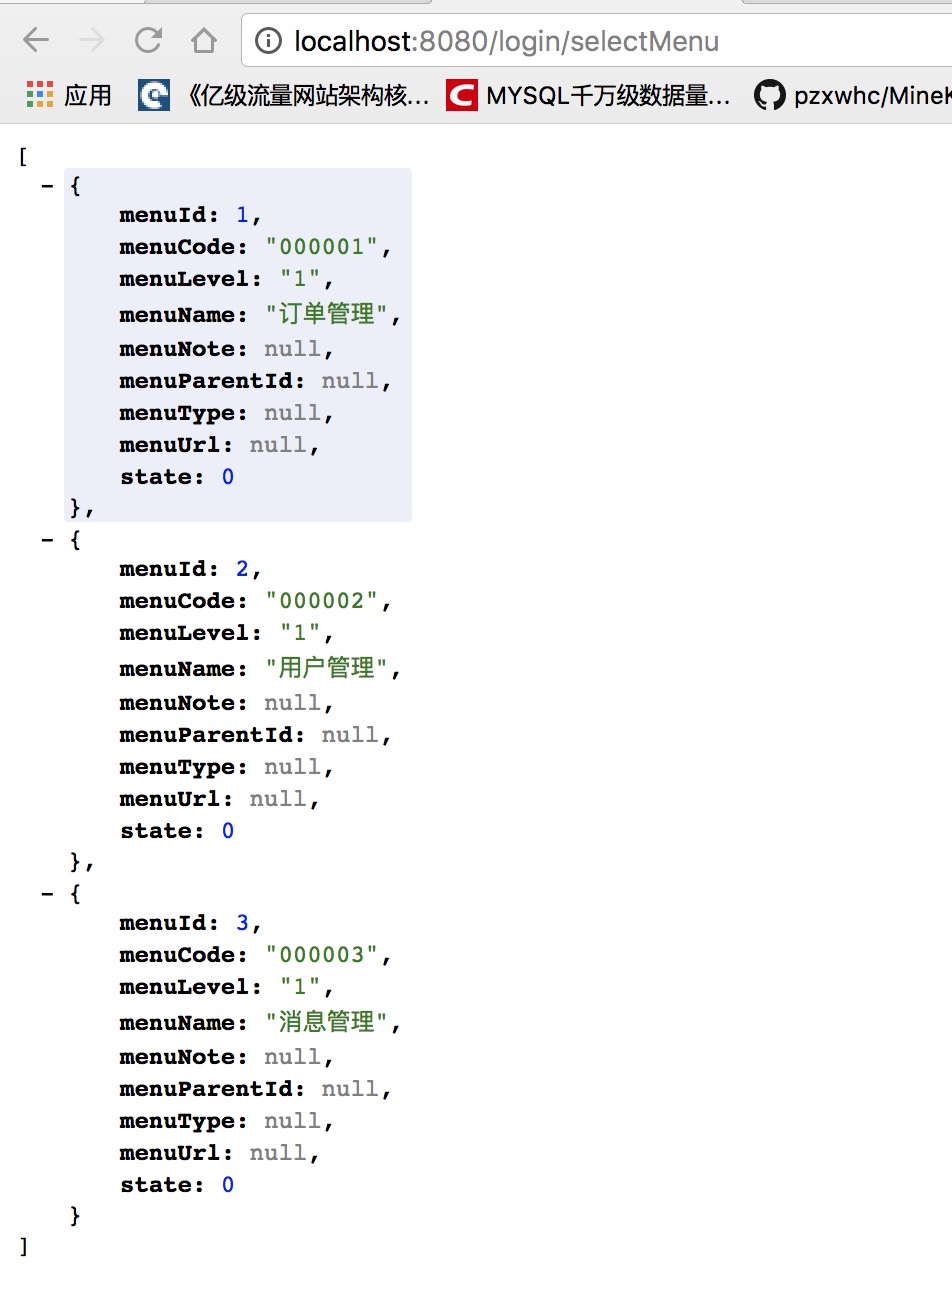 localhost:8080/login/selectMenu
应用 《亿级流量网站架构核... MYSQL千万级数据量... pzxwhc/MineK
[
- {
menuId: 1,
menuCode: "000001",
menuLevel: "1",
menuName: "订单管理",
menuNote: null,
menuParentId: null,
menuType: null,
menuUrl: null,
state: 0
},
- {
menuId: 2,
menuCode: "000002",
menuLevel: "1",
menuName: "用户管理",
menuNote: null,
menuParentId: null,
menuType: null,
menuUrl: null,
state: 0
},
- {
menuId: 3,
menuCode: "000003",
menuLevel: "1",
menuName: "消息管理",
menuNote: null,
menuParentId: null,
menuType: null,
menuUrl: null,
state: 0
}
]